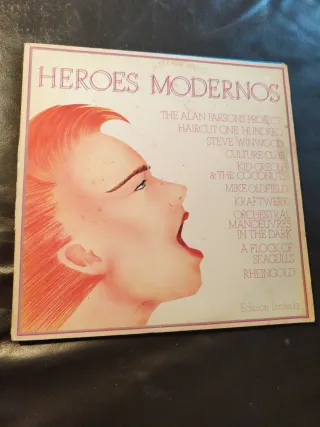 HEROES MODERNOS
THE ALAN PARSONS PROJECT
HAIRCUT ONE HUNDRED
STEVE WINWOOD
CULTURE CLUB
KID CREOLE
& THE COCONUTS
MIKE OLDFIELD
KRAFTWERK
ORCHESTRAL
MANOEUVRES
IN THE DARK
A FLOCK OF
SEAGULLS
RHEINGOLD
Edición limitada